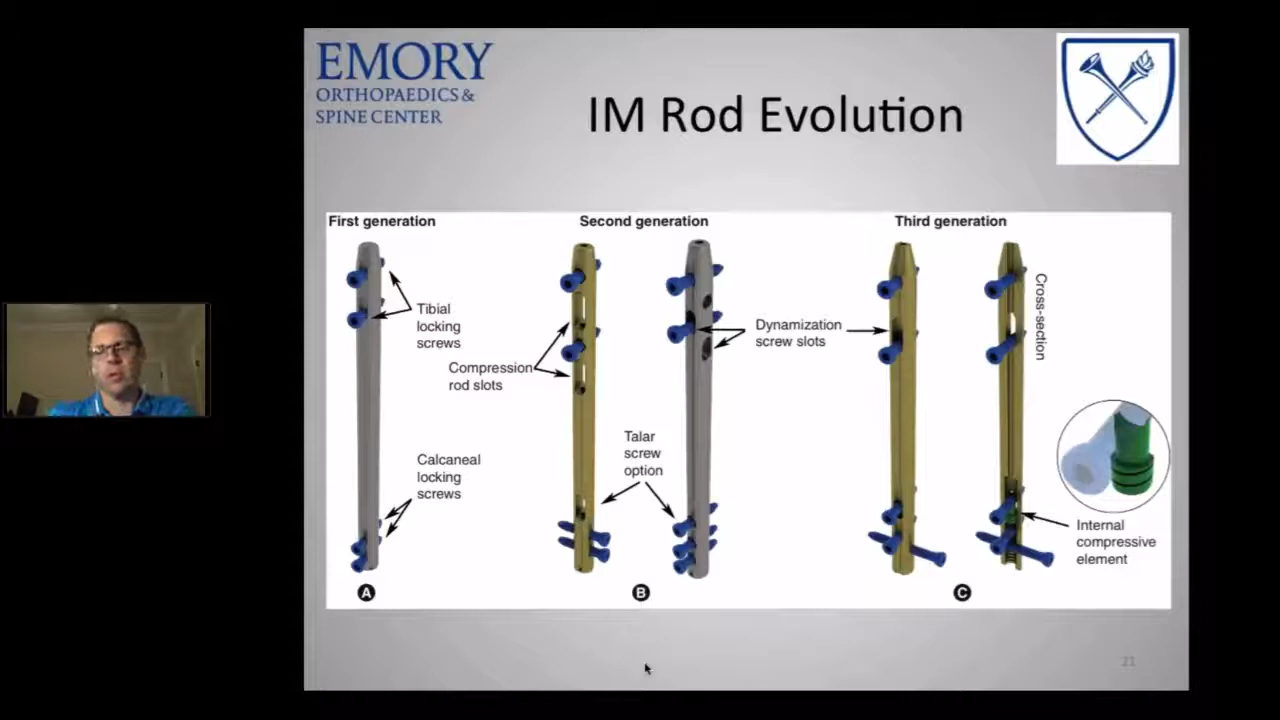 EMORY
ORTHOPAEDICS &
SPINE CENTER
IM Rod Evolution
First generation
Second generation
Third generation
Tibial
locking
screws
Compression
rod slots
Dynamization
screw slots
Cross-section
Talar
screw
option
Calcaneal
locking
screws
Internal
compressive
element
A
B
C
21